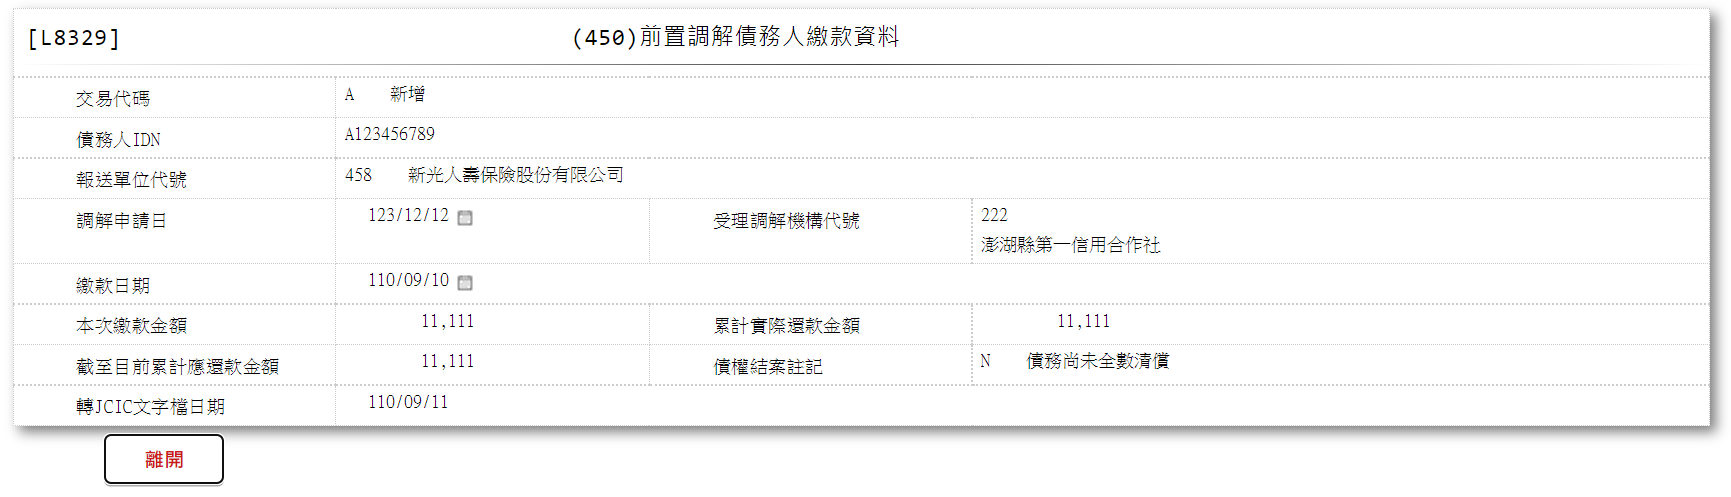 [L8329] (450)前置調解債務人繳款資料
交易代碼 A 新增
債務人IDN A123456789
報送單位代號 458 新光人壽保險股份有限公司
調解申請日 123/12/12 受理調解機構代號 222
澎湖縣第一信用合作社
繳款日期 110/09/10
本次繳款金額 11,111 累計實際還款金額 11,111
截至目前累計應還款金額 11,111 債權結案註記 N 債務尚未全數清償
轉JCIC文字檔日期 110/09/11
離開